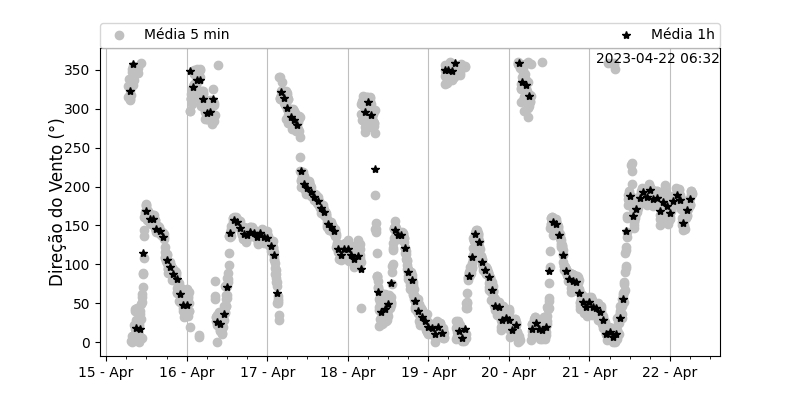 Média 5 min
Média 1h
2023-04-22 06:32
Direção do Vento (°)
350
300
250
200
150
100
50
0
15 - Apr
16 - Apr
17 - Apr
18 - Apr
19 - Apr
20 - Apr
21 - Apr
22 - Apr